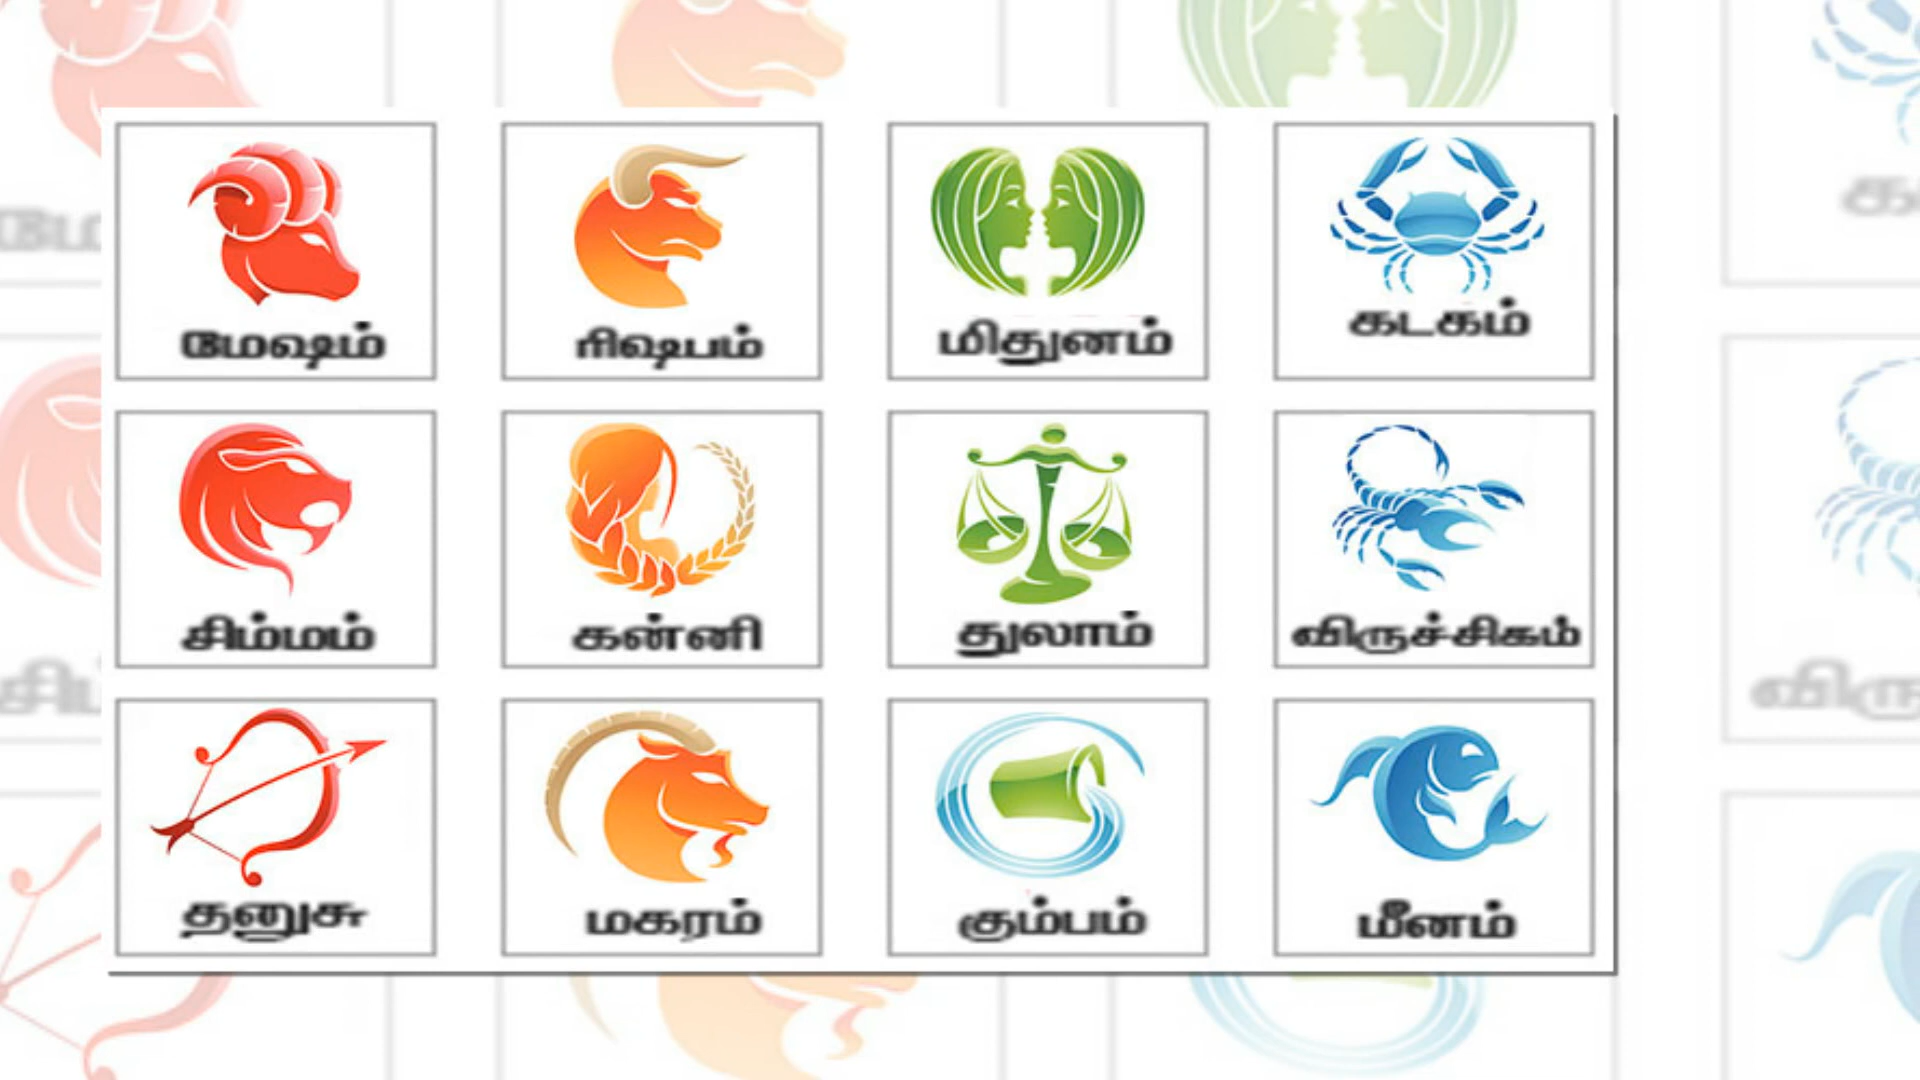 மேஷம்
ரிஷபம்
மிதுனம்
கடகம்
சிம்மம்
கன்னி
துலாம்
விருச்சிகம்
தனுசு
மகரம்
கும்பம்
மீனம்